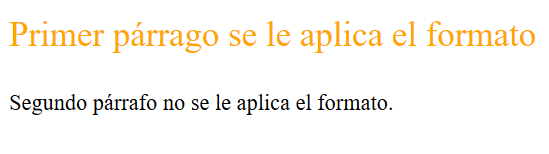 Primer párrago se le aplica el formato
Segundo párrafo no se le aplica el formato.